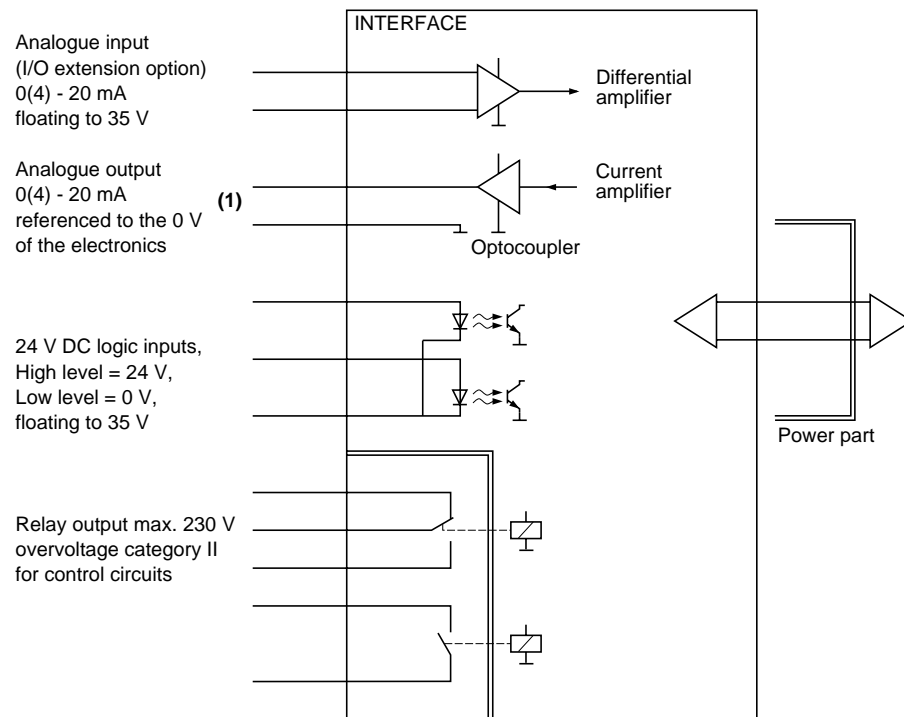 INTERFACE
Analogue input
(I/O extension option)
0(4) - 20 mA
floating to 35 V
Differential
amplifier
Analogue output
0(4) - 20 mA
referenced to the 0 V
of the electronics
(1)
Current
amplifier
Optocoupler
24 V DC logic inputs,
High level = 24 V,
Low level = 0 V,
floating to 35 V
Power part
Relay output max. 230 V
overvoltage category II
for control circuits